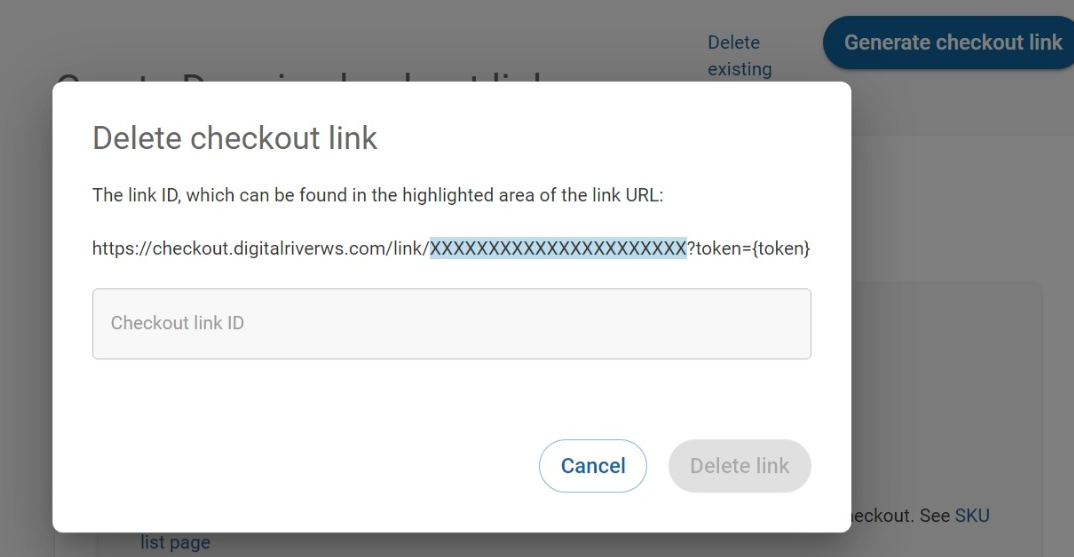 Delete
existing
Generate checkout link
Delete checkout link
The link ID, which can be found in the highlighted area of the link URL:
https://checkout.digitalriverws.com/link/XXXXXXXXXXXXXXXXXXXXXX?token={token}
Checkout link ID
Cancel
Delete link
eckout. See SKU
list page